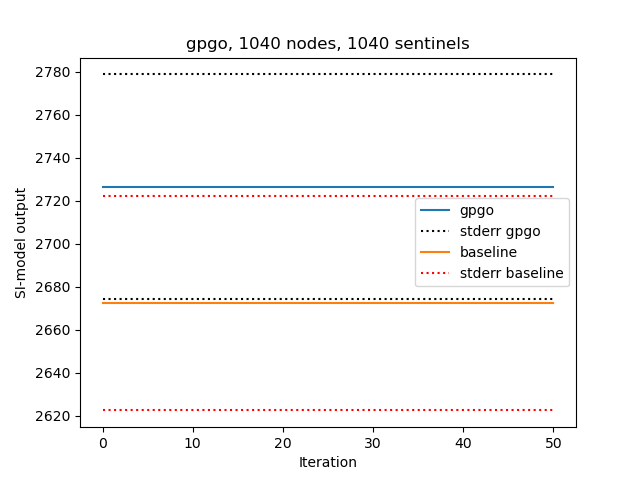 gpgo, 1040 nodes, 1040 sentinels
2780
2760
2740
2720
2700
2680
2660
2640
2620
SI-model output
gpgo
stderr gpgo
baseline
stderr baseline
0 10 20 30 40 50
Iteration